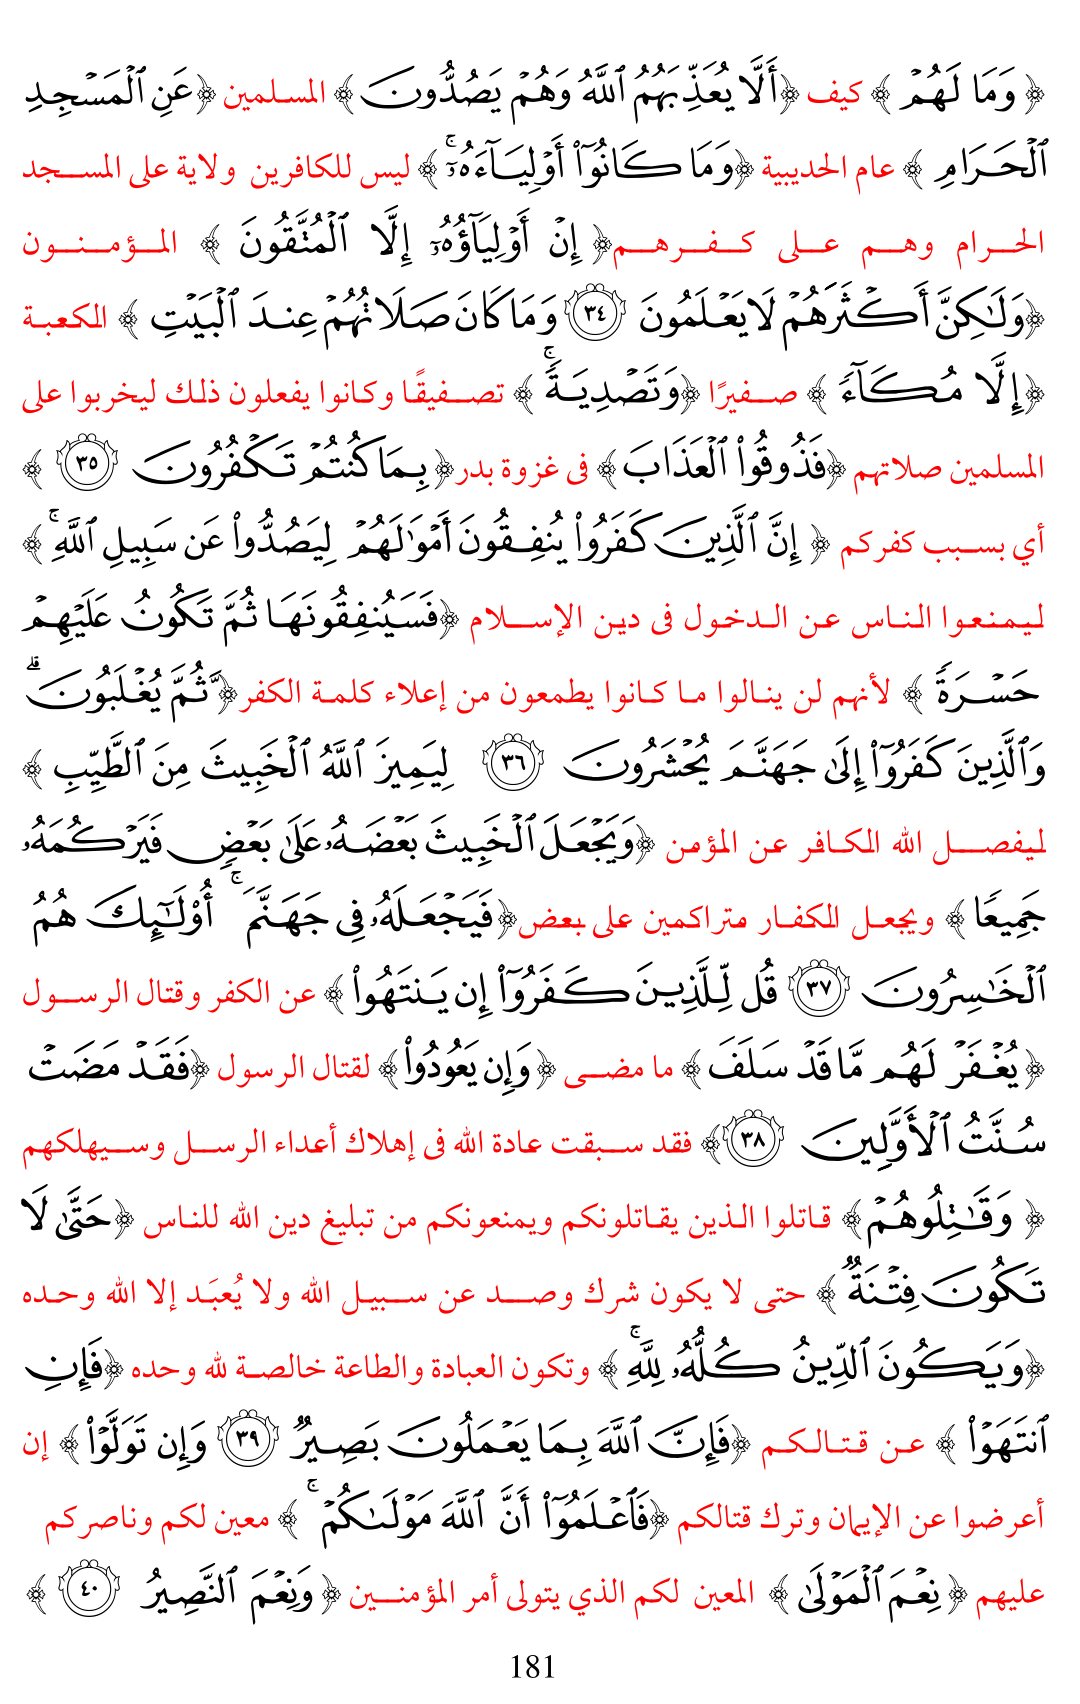 ﴿ وَمَا لَهُمْ ﴾ كيف ﴿أَلَّا يُعَذِّبَهُمُ ٱللَّهُ وَهُمْ يَصُدُّونَ﴾ المسلمين ﴿عَنِ ٱلْمَسْجِدِ
ٱلْحَرَامِ ﴾ عام الحديبية ﴿وَمَا كَانُوٓا۟ أَوْلِيَآءَهُۥٓ ۚ﴾ ليس للكافرين ولاية على المسجد
الحرام وهم على كفرهم﴿ إِنْ أَوْلِيَآؤُهُۥٓ إِلَّا ٱلْمُتَّقُونَ ﴾ المؤمنون
﴿وَلَٰكِنَّ أَكْثَرَهُمْ لَا يَعْلَمُونَ ٣٤ وَمَا كَانَ صَلَاتُهُمْ عِندَ ٱلْبَيْتِ ﴾ الكعبة
﴿إِلَّا مُكَآءً ﴾ صفيرًا ﴿وَتَصْدِيَةً ۚ ﴾ تصفيقًا وكانوا يفعلون ذلك ليخربوا على
المسلمين صلاتهم ﴿فَذُوقُوا۟ ٱلْعَذَابَ﴾ فى غزوة بدر﴿ بِمَا كُنتُمْ تَكْفُرُونَ ٣٥ ﴾
أي بسبب كفركم ﴿ إِنَّ ٱلَّذِينَ كَفَرُوا۟ يُنفِقُونَ أَمْوَٰلَهُمْ لِيَصُدُّوا۟ عَن سَبِيلِ ٱللَّهِ ۚ ﴾
ليمنعوا الناس عن الدخول فى دين الإسلام ﴿فَسَيُنفِقُونَهَا ثُمَّ تَكُونُ عَلَيْهِمْ
حَسْرَةً ﴾ لأنهم لن ينالوا ما كانوا يطمعون من إعلاء كلمة الكفر﴿ ثُمَّ يُغْلَبُونَ ۗ
وَٱلَّذِينَ كَفَرُوٓا۟ إِلَىٰ جَهَنَّمَ يُحْشَرُونَ ٣٦ لِيَمِيزَ ٱللَّهُ ٱلْخَبِيثَ مِنَ ٱلطَّيِّبِ ﴾
ليفصل الله الكافر عن المؤمن ﴿وَيَجْعَلَ ٱلْخَبِيثَ بَعْضَهُۥ عَلَىٰ بَعْضٍ فَيَرْكُمَهُۥ
جَمِيعًا ﴾ ويجعل الكفار متراكمين على بعض﴿فَيَجْعَلَهُۥ فِى جَهَنَّمَ ۚ أُو۟لَٰٓئِكَ هُمُ
ٱلْخَٰسِرُونَ ٣٧ قُل لِّلَّذِينَ كَفَرُوٓا۟ إِن يَنتَهُوا۟ ﴾ عن الكفر وقتال الرسول
﴿يُغْفَرْ لَهُم مَّا قَدْ سَلَفَ ﴾ ما مضى ﴿وَإِن يَعُودُوا۟ ﴾ لقتال الرسول ﴿فَقَدْ مَضَتْ
سُنَّتُ ٱلْأَوَّلِينَ ٣٨ ﴾ فقد سبقت عادة الله فى إهلاك أعداء الرسل وسيهلكهم
﴿ وَقَٰتِلُوهُمْ﴾ قاتلوا الذين يقاتلونكم ويمنعونكم من تبليغ دين الله للناس ﴿حَتَّىٰ لَا
تَكُونَ فِتْنَةٌ ﴾ حتى لا يكون شرك وصد عن سبيل الله ولا يُعبَد إلا الله وحده
﴿وَيَكُونَ ٱلدِّينُ كُلُّهُۥ لِلَّهِ ۚ﴾ وتكون العبادة والطاعة خالصة لله وحده ﴿فَإِنِ
ٱنتَهَوْا۟ ﴾ عن قتالكم ﴿فَإِنَّ ٱللَّهَ بِمَا يَعْمَلُونَ بَصِيرٌ ٣٩ وَإِن تَوَلَّوْا۟ ﴾ إن
أعرضوا عن الإيمان وترك قتالكم ﴿فَٱعْلَمُوٓا۟ أَنَّ ٱللَّهَ مَوْلَىٰكُمْ ۚ ﴾ معين لكم وناصركم
عليهم ﴿ نِعْمَ ٱلْمَوْلَىٰ ﴾ المعين لكم الذي يتولى أمر المؤمنين ﴿وَنِعْمَ ٱلنَّصِيرُ ٤٠ ﴾
181